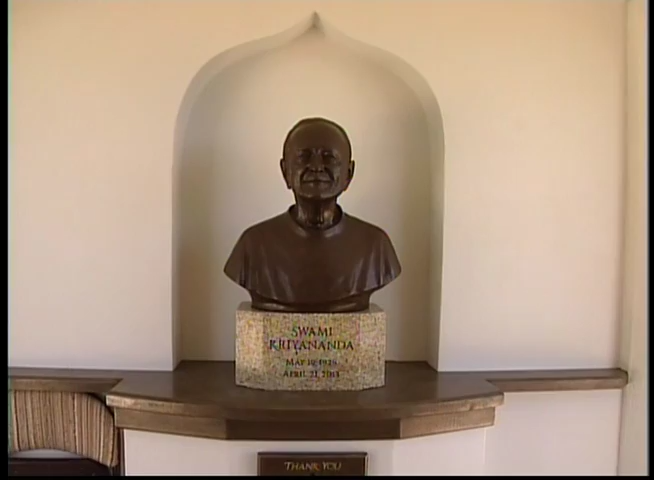 SWAMI
KRIYANANDA
MAY 19 1926
APRIL 21, 2013
THANK YOU